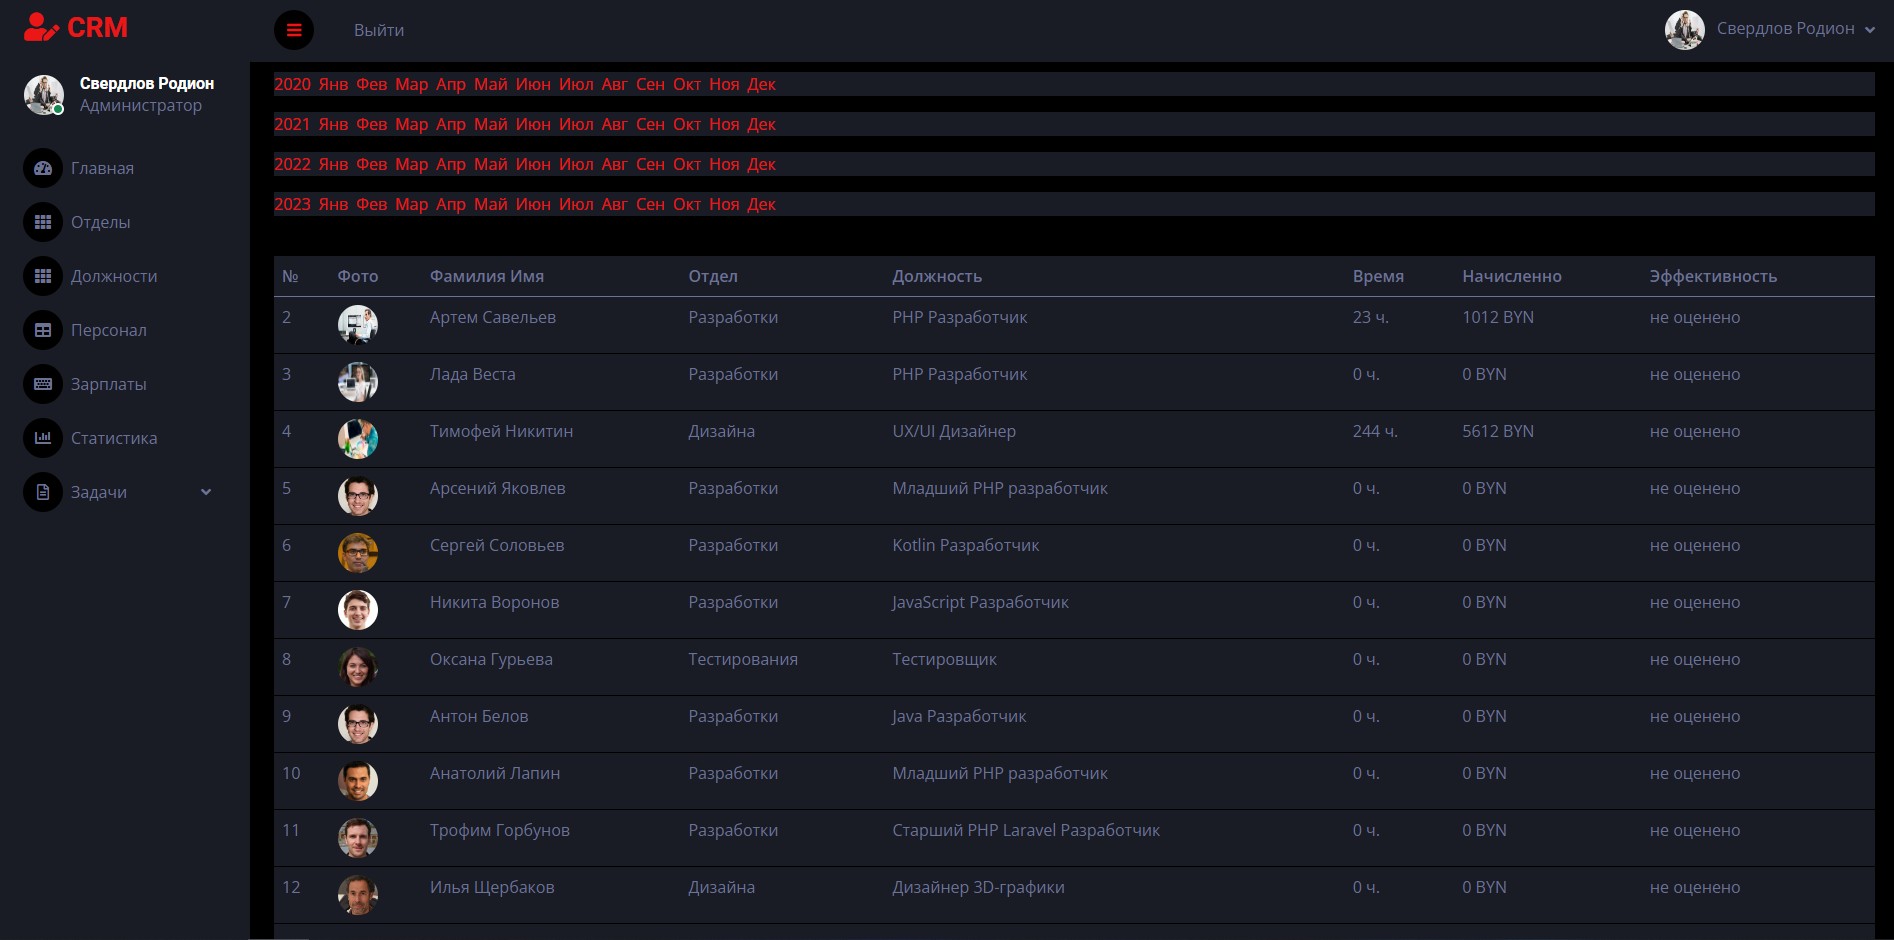 CRM
Выйти
Свердлов Родион
Свердлов Родион
Администратор
Главная
Отделы
Должности
Персонал
Зарплаты
Статистика
Задачи
2020 Янв Фев Мар Апр Май Июн Июл Авг Сен Окт Ноя Дек
2021 Янв Фев Мар Апр Май Июн Июл Авг Сен Окт Ноя Дек
2022 Янв Фев Мар Апр Май Июн Июл Авг Сен Окт Ноя Дек
2023 Янв Фев Мар Апр Май Июн Июл Авг Сен Окт Ноя Дек
№ Фото Фамилия Имя Отдел Должность Время Начисленно Эффективность
2 Артем Савельев Разработки PHP Разработчик 23 ч. 1012 BYN не оценено
3 Лада Веста Разработки PHP Разработчик 0 ч. 0 BYN не оценено
4 Тимофей Никитин Дизайна UX/UI Дизайнер 244 ч. 5612 BYN не оценено
5 Арсений Яковлев Разработки Младший PHP разработчик 0 ч. 0 BYN не оценено
6 Сергей Соловьев Разработки Kotlin Разработчик 0 ч. 0 BYN не оценено
7 Никита Воронов Разработки JavaScript Разработчик 0 ч. 0 BYN не оценено
8 Оксана Гурьева Тестирования Тестировщик 0 ч. 0 BYN не оценено
9 Антон Белов Разработки Java Разработчик 0 ч. 0 BYN не оценено
10 Анатолий Лапин Разработки Младший PHP разработчик 0 ч. 0 BYN не оценено
11 Трофим Горбунов Разработки Старший PHP Laravel Разработчик 0 ч. 0 BYN не оценено
12 Илья Щербаков Дизайна Дизайнер 3D-графики 0 ч. 0 BYN не оценено